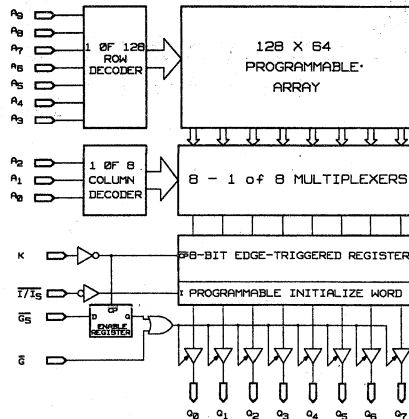 A9
A8
A7
A6
A5
A4
A3
1 OF 128
ROW
DECODER
128 X 64
PROGRAMMABLE
ARRAY
A2
A1
A0
1 OF 8
COLUMN
DECODER
8 - 1 of 8 MULTIPLEXERS
K
8-BIT EDGE-TRIGGERED REGISTER
I/IS
I PROGRAMMABLE INITIALIZE WORD
GS
CP
D
Q
ENABLE
REGISTER
G
Q0 Q1 Q2 Q3 Q4 Q5 Q6 Q7